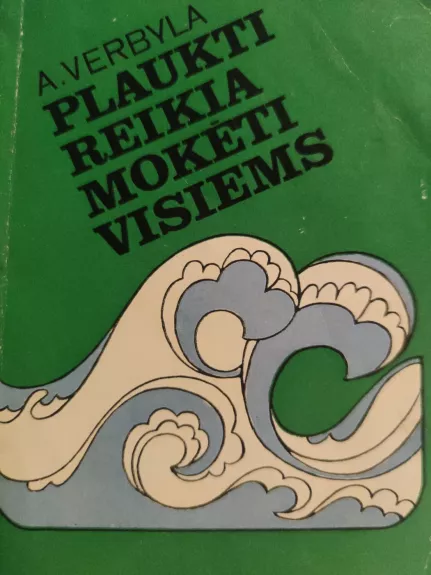 A. VERBYLA
PLAUKTI
REIKIA
MOKĖTI
VISIEMS